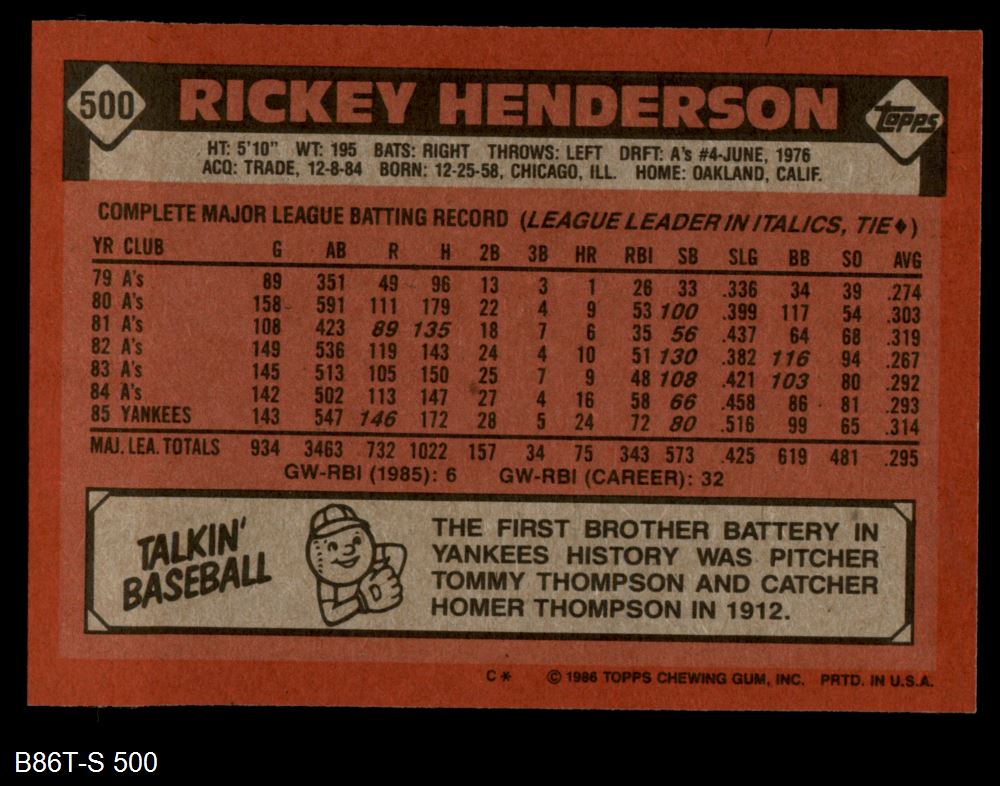 500 RICKEY HENDERSON Topps
HT: 5'10" WT: 195 BATS: RIGHT THROWS: LEFT DRFT: A's #4-JUNE, 1976
ACQ: TRADE, 12-8-84 BORN: 12-25-58, CHICAGO, ILL. HOME: OAKLAND, CALIF.
COMPLETE MAJOR LEAGUE BATTING RECORD (LEAGUE LEADER IN ITALICS, TIE♦)
YR CLUB G AB R H 2B 3B HR RBI SB SLG BB SO AVG
79 A's 89 351 49 96 13 3 1 26 33 .336 34 39 .274
80 A's 158 591 111 179 22 4 9 53 100 .399 117 54 .303
81 A's 108 423 89 135 18 7 6 35 56 .437 64 68 .319
82 A's 149 536 119 143 24 4 10 51 130 .382 116 94 .267
83 A's 145 513 105 150 25 7 9 48 108 .421 103 80 .292
84 A's 142 502 113 147 27 4 16 58 66 .458 86 81 .293
85 YANKEES 143 547 146 172 28 5 24 72 80 .516 99 65 .314
MAJ. LEA. TOTALS 934 3463 732 1022 157 34 75 343 573 .425 619 481 .295
GW-RBI (1985): 6 GW-RBI (CAREER): 32
TALKIN'
BASEBALL
THE FIRST BROTHER BATTERY IN
YANKEES HISTORY WAS PITCHER
TOMMY THOMPSON AND CATCHER
HOMER THOMPSON IN 1912.
C* © 1986 TOPPS CHEWING GUM, INC. PRTD. IN U.S.A.
B86T-S 500